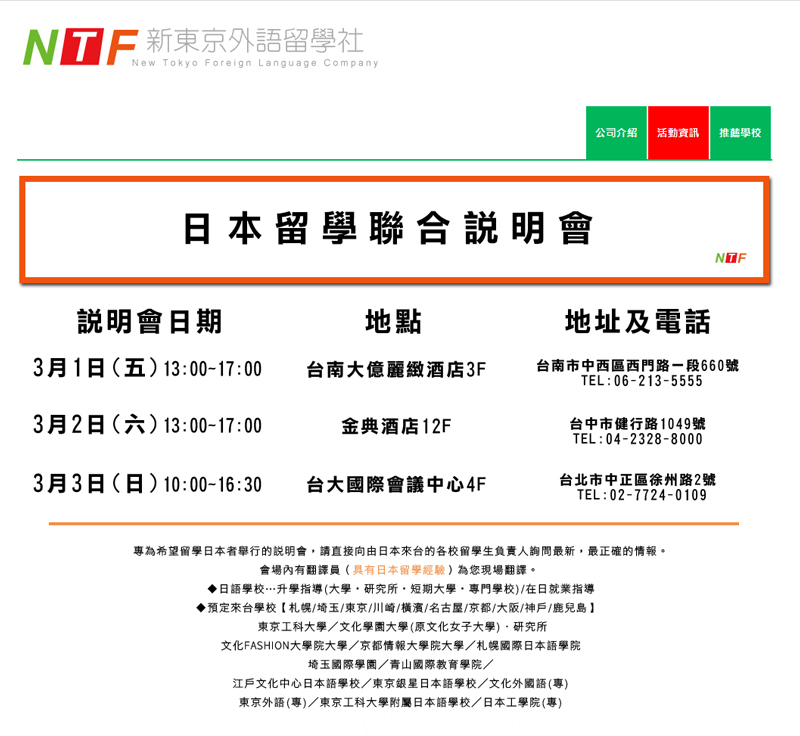 NTF 新東京外語留學社
New Tokyo Foreign Language Company
公司介紹 活動資訊 推薦學校
日本留學聯合説明會
NTF
説明會日期 地點 地址及電話
3月1日(五)13:00~17:00 台南大億麗緻酒店3F 台南市中西區西門路一段660號
TEL:06-213-5555
3月2日(六)13:00~17:00 金典酒店12F 台中市健行路1049號
TEL:04-2328-8000
3月3日(日)10:00~16:30 台大國際會議中心4F 台北市中正區徐州路2號
TEL:02-7724-0109
專為希望留學日本者舉行的説明會，請直接向由日本來台的各校留學生負責人詢問最新，最正確的情報。
會場內有翻譯員（具有日本留學經驗）為您現場翻譯。
◆日語學校…升學指導(大學・研究所・短期大學・專門學校)/在日就業指導
◆預定來台學校【札幌/埼玉/東京/川崎/橫濱/名古屋/京都/大阪/神戶/鹿兒島】
東京工科大學／文化學園大學(原文化女子大學)・研究所
文化FASHION大學院大學／京都情報大學院大學／札幌國際日本語學院
埼玉國際學園／青山國際教育學院／
江戶文化中心日本語學校／東京銀星日本語學校／文化外國語(專)
東京外語(專)／東京工科大學附屬日本語學校／日本工學院(專)